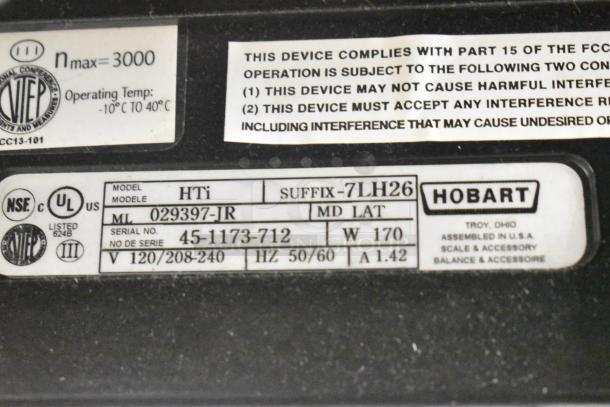 III
nmax=3000
Operating Temp:
-10°C TO 40°C
NTEP
CC13-101
THIS DEVICE COMPLIES WITH PART 15 OF THE FCC
OPERATION IS SUBJECT TO THE FOLLOWING TWO CON
(1) THIS DEVICE MAY NOT CAUSE HARMFUL INTERFE
(2) THIS DEVICE MUST ACCEPT ANY INTERFERENCE R
INCLUDING INTERFERENCE THAT MAY CAUSE UNDESIRED O
NSF C UL US
LISTED
624B
NTEP III
MODEL
MODELE HTi SUFFIX-7LH26
ML 029397-JR MD LAT
SERIAL NO.
NO DE SERIE 45-1173-712 W 170
V 120/208-240 HZ 50/60 A 1.42
HOBART
TROY, OHIO
ASSEMBLED IN U.S.A.
SCALE & ACCESSORY
BALANCE & ACCESSOIRE